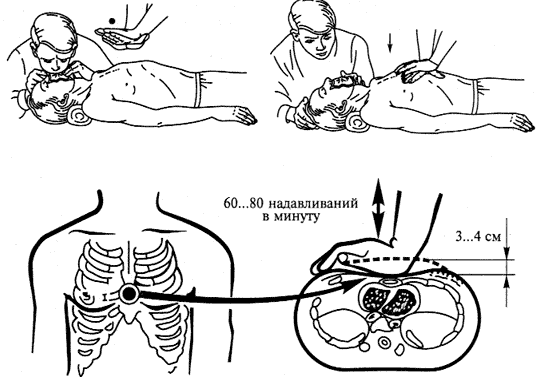 60...80 надавливаний
в минуту
3...4 см